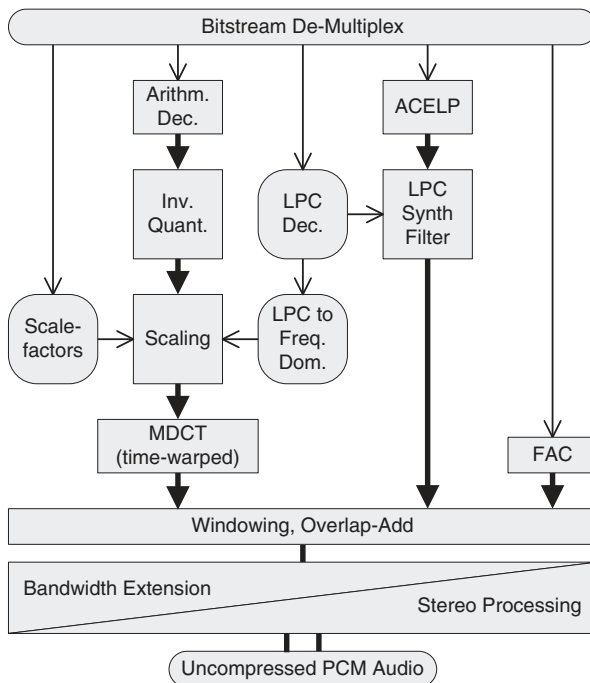 Bitstream De-Multiplex
Arithm.
Dec.
ACELP
Inv.
Quant.
LPC
Dec.
LPC
Synth
Filter
Scale-
factors
Scaling
LPC to
Freq.
Dom.
MDCT
(time-warped)
FAC
Windowing, Overlap-Add
Bandwidth Extension
Stereo Processing
Uncompressed PCM Audio